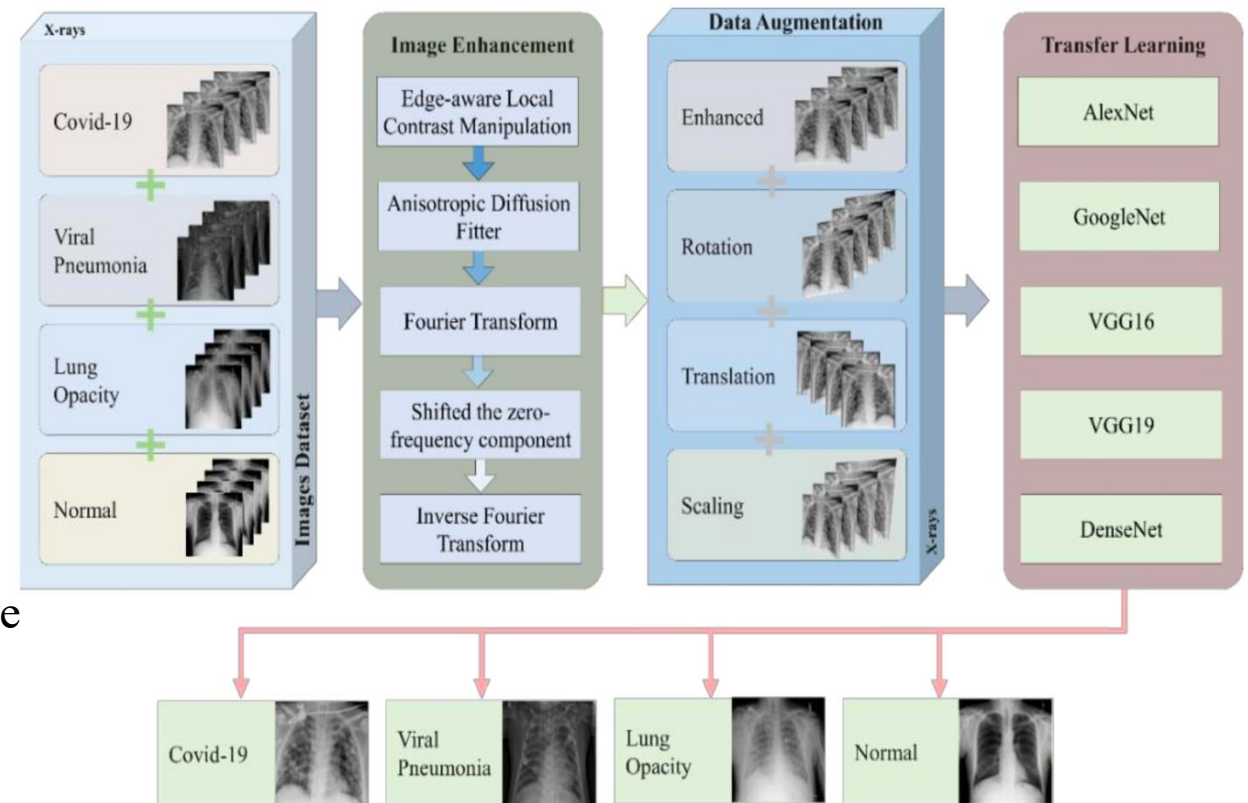 X-rays
Covid-19
Viral
Pneumonia
Lung
Opacity
Normal
Images Dataset
Image Enhancement
Edge-aware Local
Contrast Manipulation
Anisotropic Diffusion
Fitter
Fourier Transform
Shifted the zero-
frequency component
Inverse Fourier
Transform
Data Augmentation
Enhanced
Rotation
Translation
Scaling
X-rays
Transfer Learning
AlexNet
GoogleNet
VGG16
VGG19
DenseNet
e
Covid-19
Viral
Pneumonia
Lung
Opacity
Normal